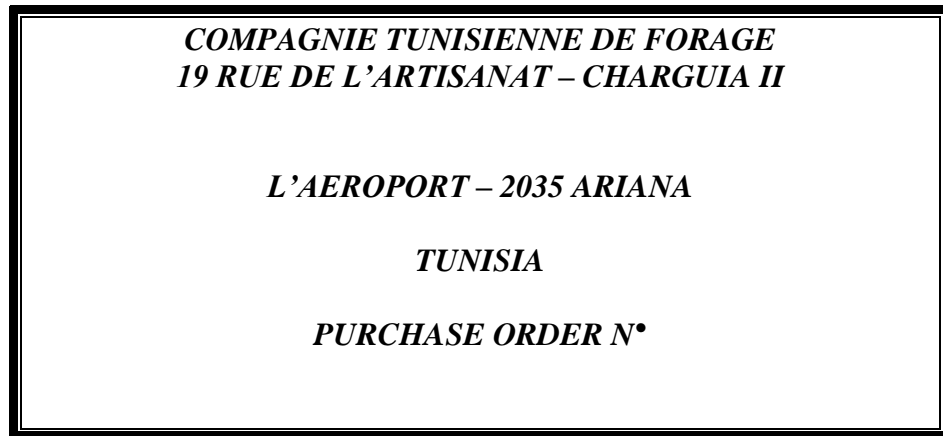 COMPAGNIE TUNISIENNE DE FORAGE
19 RUE DE L’ARTISANAT – CHARGUIA II
L’AEROPORT – 2035 ARIANA
TUNISIA
PURCHASE ORDER N•